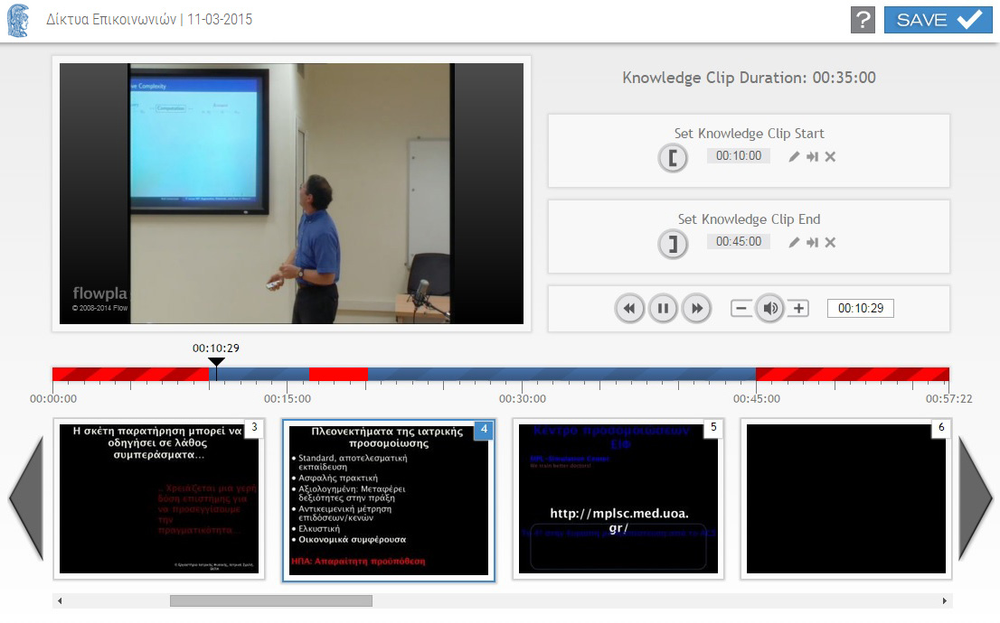 Δίκτυα Επικοινωνιών | 11-03-2015
?
SAVE
ve Complexity
Computation
flowpla
© 2008-2014 Flow
Knowledge Clip Duration: 00:35:00
Set Knowledge Clip Start
[
00:10:00
Set Knowledge Clip End
]
00:45:00
00:10:29
00:10:29
00:00:00
00:15:00
00:30:00
00:45:00
00:57:22
3
Η σκέτη παρατήρηση μπορεί να
οδηγήσει σε λάθος
συμπεράσματα...
.. Χρειάζεται μια γερή
δόση επιστήμης για
να προσεγγίσουμε
την
πραγματικότητα...
4
Πλεονεκτήματα της ιατρικής
προσομοίωσης
• Standard, αποτελεσματική
εκπαίδευση
• Ασφαλής πρακτική
• Αξιολογημένη: Μεταφέρει
δεξιότητες στην πράξη
• Αντικειμενική μέτρηση
επιδόσεων/κενών
• Ελκυστική
• Οικονομικά συμφέρουσα
ΗΠΑ: Απαραίτητη προϋπόθεση
5
Κέντρο προσομοιώσεων
ΕΙΦ
MPL-Simulation Center
We train better doctors!
http://mplsc.med.uoa.
gr/
6